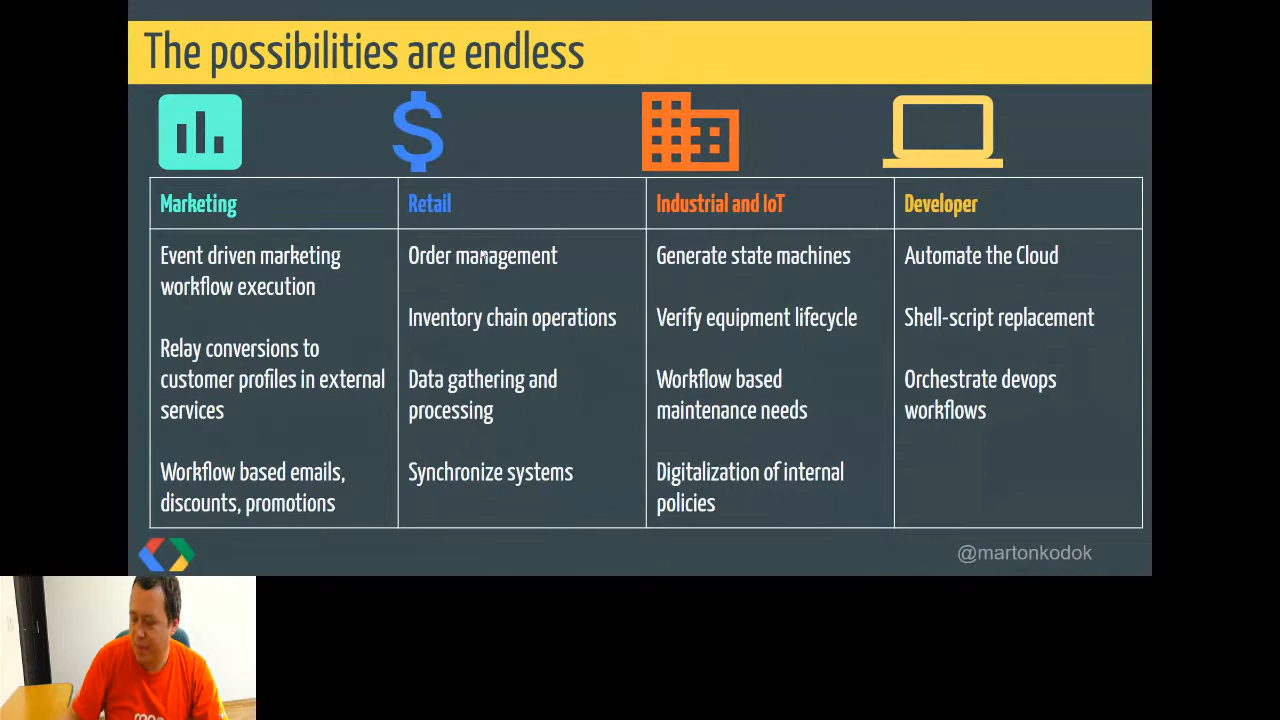 The possibilities are endless
Marketing
Event driven marketing
workflow execution
Relay conversions to
customer profiles in external
services
Workflow based emails,
discounts, promotions
Retail
Order management
Inventory chain operations
Data gathering and
processing
Synchronize systems
Industrial and IoT
Generate state machines
Verify equipment lifecycle
Workflow based
maintenance needs
Digitalization of internal
policies
Developer
Automate the Cloud
Shell-script replacement
Orchestrate devops
workflows
@martonkodok